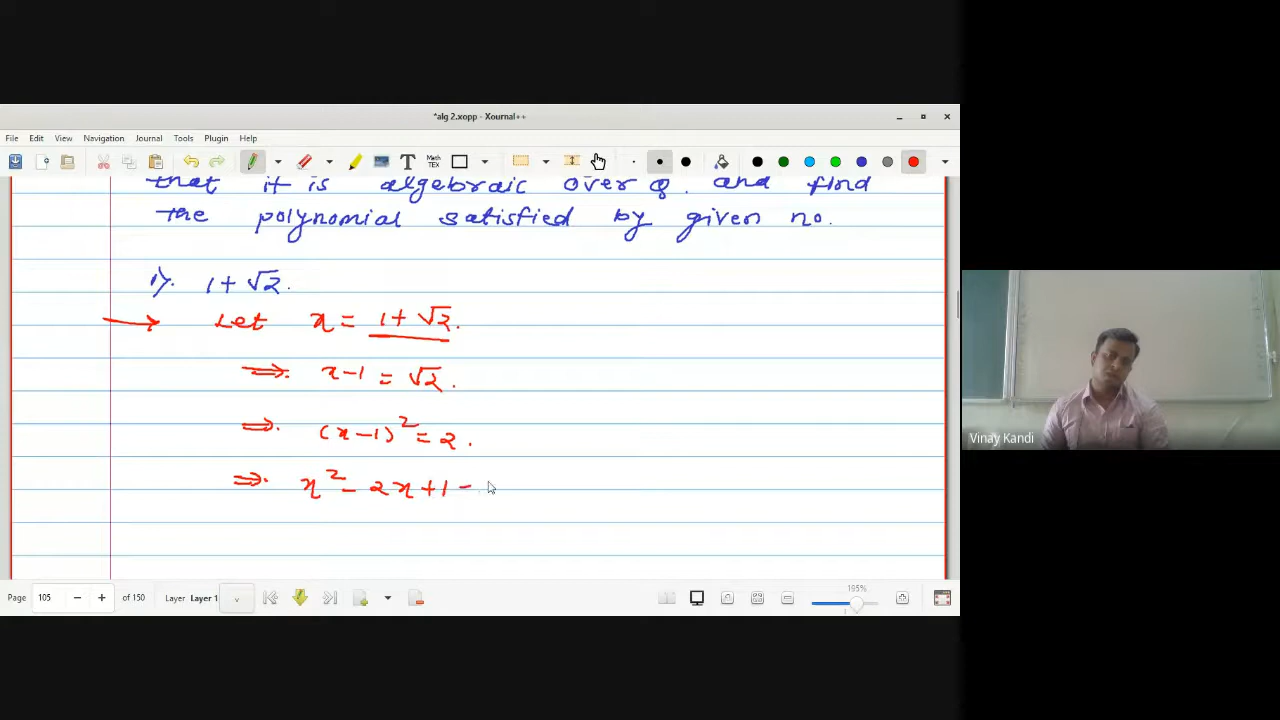 *alg 2.xopp - Xournal++
File Edit View Navigation Journal Tools Plugin Help
that it is algebraic over Q. and find
the polynomial satisfied by given no.
1). 1 + √2.
→ Let x = 1 + √2.
⇒ x - 1 = √2.
⇒ (x - 1)² = 2.
⇒ x² - 2x + 1 -
Vinay Kandi
Page 105 of 150 Layer Layer 1 195%